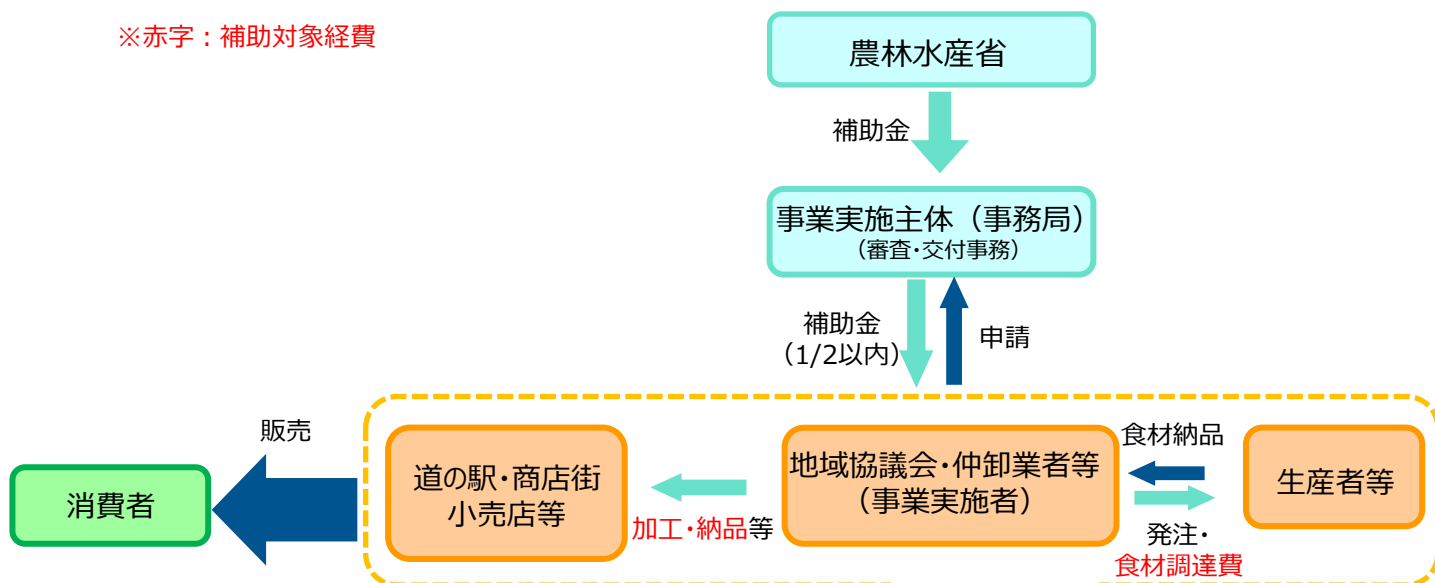 ※赤字：補助対象経費
農林水産省
補助金
事業実施主体（事務局）
（審査・交付事務）
補助金
（1/2以内）
申請
販売
消費者
道の駅・商店街
小売店等
加工・納品等
地域協議会・仲卸業者等
（事業実施者）
食材納品
発注・
食材調達費
生産者等